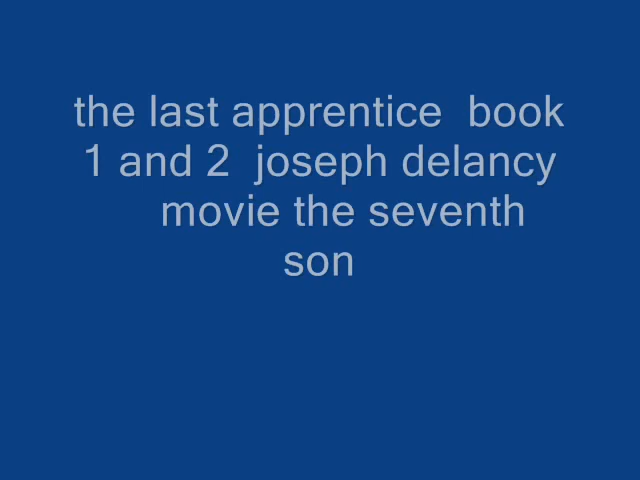 the last apprentice  book
1 and 2  joseph delancy
movie the seventh
son